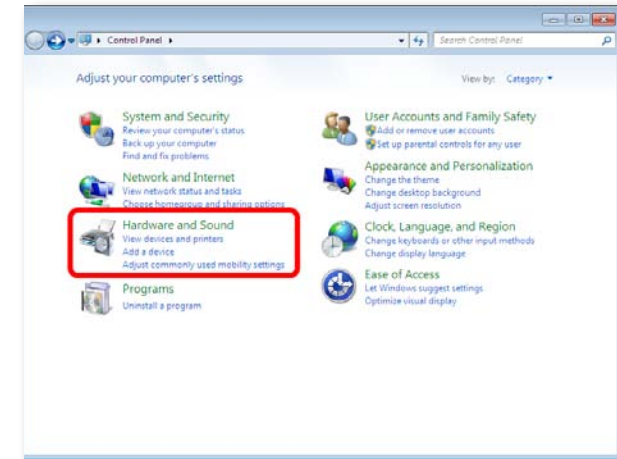 Control Panel
Search Control Panel
Adjust your computer's settings
View by: Category
System and Security
Review your computer's status
Back up your computer
Find and fix problems
Network and Internet
View network status and tasks
Choose homegroup and sharing options
Hardware and Sound
View devices and printers
Add a device
Adjust commonly used mobility settings
Programs
Uninstall a program
User Accounts and Family Safety
Add or remove user accounts
Set up parental controls for any user
Appearance and Personalization
Change the theme
Change desktop background
Adjust screen resolution
Clock, Language, and Region
Change keyboards or other input methods
Change display language
Ease of Access
Let Windows suggest settings
Optimize visual display